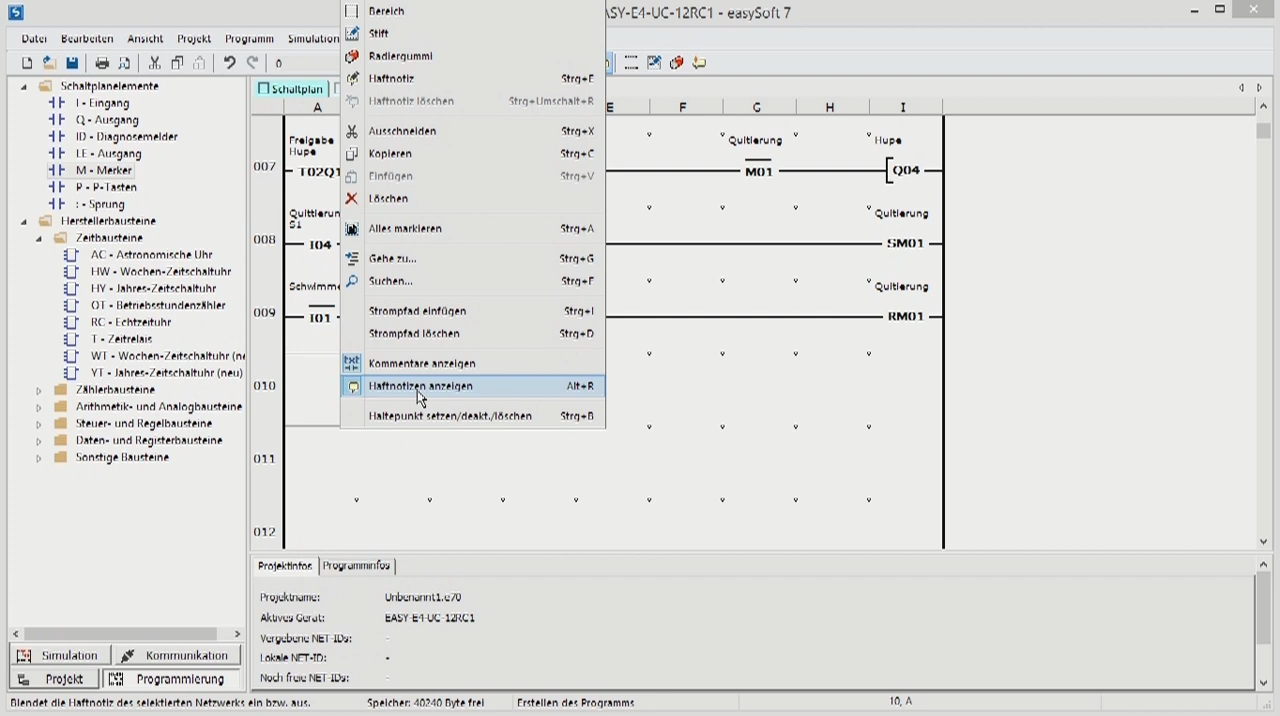 ASY-E4-UC-12RC1 - easySoft 7
Datei Bearbeiten Ansicht Projekt Programm Simulation
0
Schaltplanelemente
I - Eingang
Q - Ausgang
ID - Diagnosemelder
LE - Ausgang
M - Merker
P - P-Tasten
: - Sprung
Herstellerbausteine
Zeitbausteine
AC - Astronomische Uhr
HW - Wochen-Zeitschaltuhr
HY - Jahres-Zeitschaltuhr
OT - Betriebsstundenzähler
RC - Echtzeituhr
T - Zeitrelais
WT - Wochen-Zeitschaltuhr (ne
YT - Jahres-Zeitschaltuhr (neu)
Zählerbausteine
Arithmetik- und Analogbausteine
Steuer- und Regelbausteine
Daten- und Registerbausteine
Sonstige Bausteine
Simulation Kommunikation
Projekt Programmierung
Bereich
Stift
Radiergummi
Haftnotiz Strg+E
Haftnotiz löschen Strg+Umschalt+R
Ausschneiden Strg+X
Kopieren Strg+C
Einfügen Strg+V
Löschen
Alles markieren Strg+A
Gehe zu... Strg+G
Suchen... Strg+F
Strompfad einfügen Strg+I
Strompfad löschen Strg+D
Kommentare anzeigen
Haftnotizen anzeigen Alt+R
Haltepunkt setzen/deakt./löschen Strg+B
Schaltplan
A E F G H I
Freigabe
Hupe
Quitierung Hupe
007 T02Q1 M01 Q04
Quittierun
S1
Quitierung
008 I04 SM01
Schwimme
Quitierung
009 I01 RM01
010
011
012
Projektinfos Programminfos
Projektname: Unbenannt1.e70
Aktives Gerät: EASY-E4-UC-12RC1
Vergebene NET-IDs: -
Lokale NET-ID: -
Noch freie NET-IDs: -
Blendet die Haftnotiz des selektierten Netzwerks ein bzw. aus. Speicher: 40240 Byte frei Erstellen des Programms 10, A